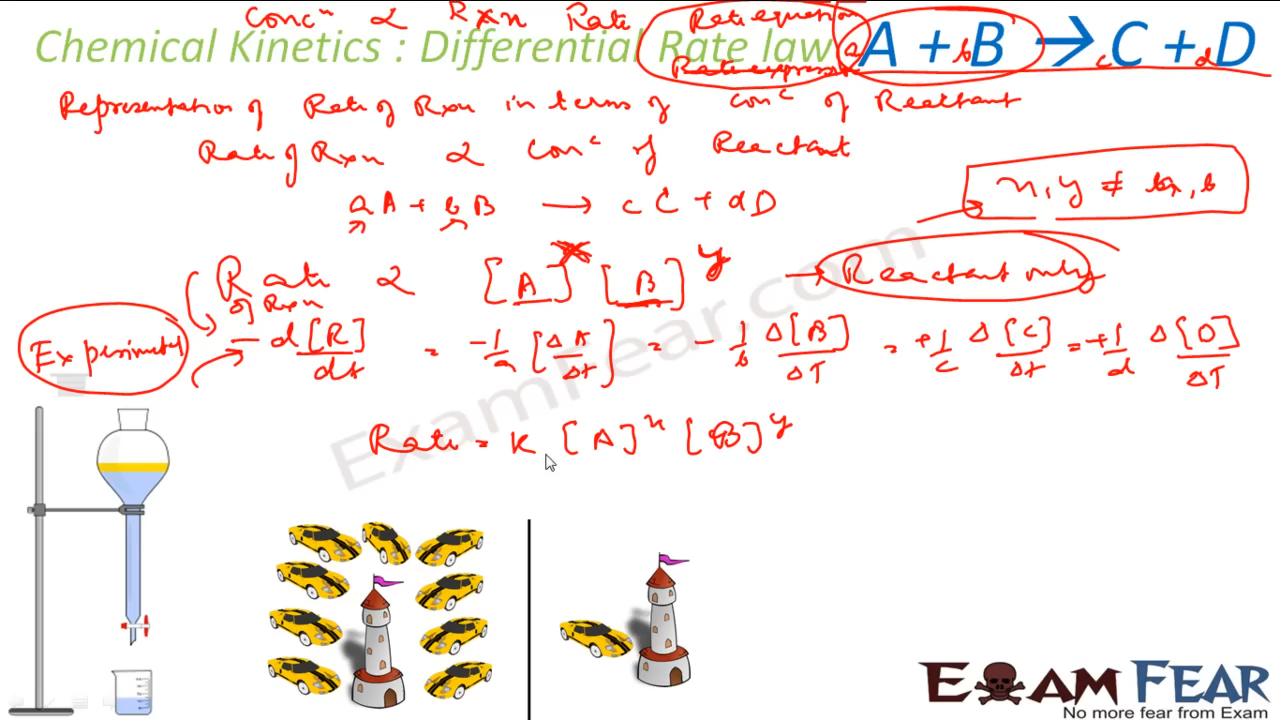 Concⁿ ∝ Rxn Rate Rate equation
Chemical Kinetics : Differential Rate law aA + bB → cC + dD
Rate expression
Representation of Rate of Rxn in terms of concⁿ of Reactant
Rate of Rxn ∝ concⁿ of Reactant
x, y ≠ a, b
aA + bB → cC + dD
Rate of Rxn ∝ [A]ˣ [B]ʸ → Reactant only
Experimental - d[R]/dt = -1/a [ΔA/Δt] = -1/b Δ[B]/ΔT = +1/c Δ[C]/Δt = +1/d Δ[D]/ΔT
Rate = K [A]ˣ [B]ʸ
ExamFear.com
EXAM FEAR
No more fear from Exam